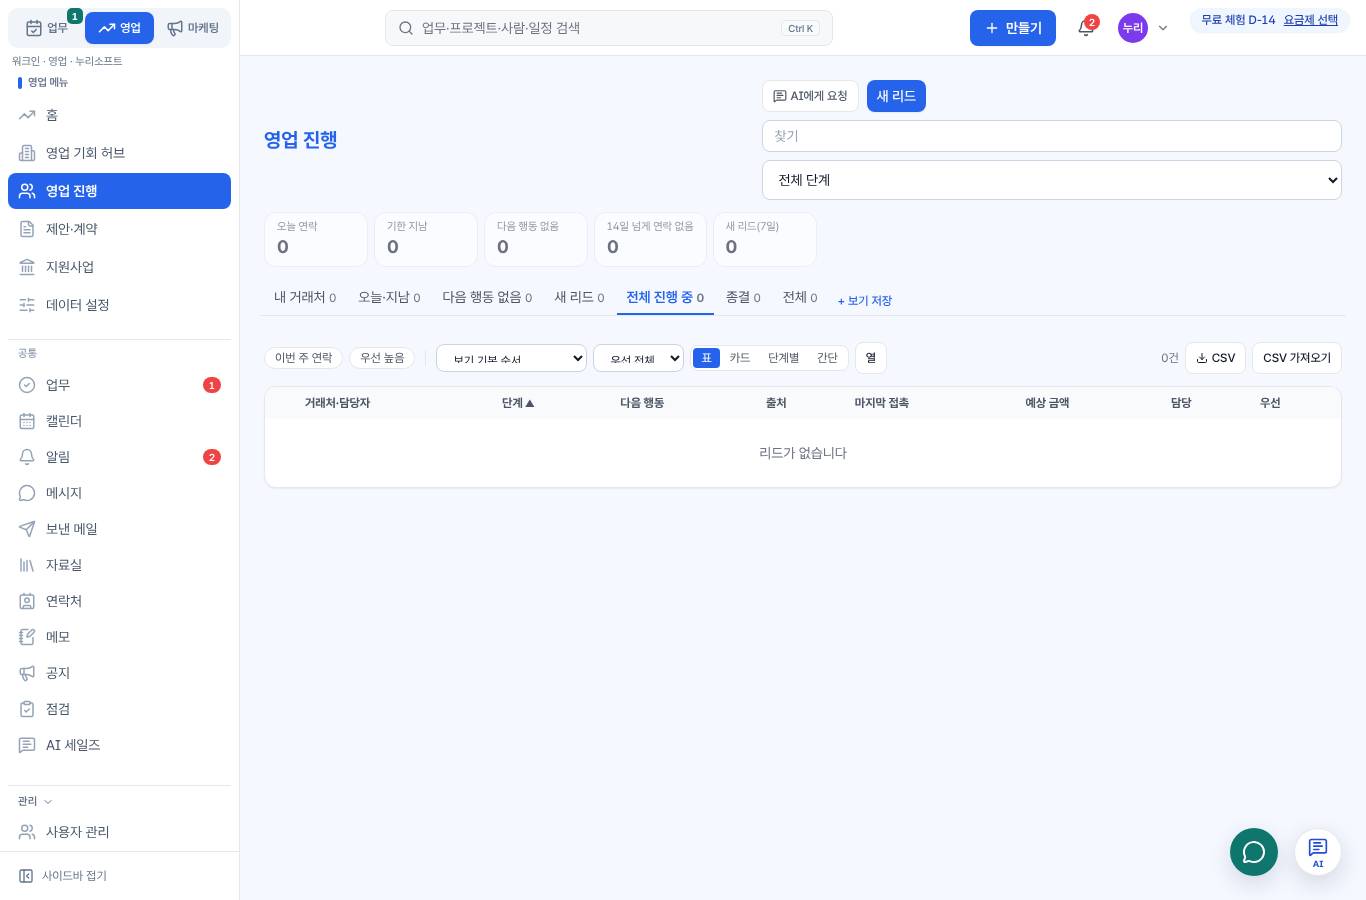 업무 1 영업 마케팅
업무·프로젝트·사람·일정 검색 Ctrl K
만들기 2 누리 무료 체험 D-14 요금제 선택
워크인 · 영업 · 누리소프트
영업 메뉴
홈
영업 기회 허브
영업 진행
제안·계약
지원사업
데이터 설정
공통
업무 1
캘린더
알림 2
메시지
보낸 메일
자료실
연락처
메모
공지
점검
AI 세일즈
관리
사용자 관리
사이드바 접기
영업 진행
AI에게 요청 새 리드
찾기
전체 단계
오늘 연락 기한 지남 다음 행동 없음 14일 넘게 연락 없음 새 리드(7일)
0 0 0 0 0
내 거래처 0 오늘·지남 0 다음 행동 없음 0 새 리드 0 전체 진행 중 0 종결 0 전체 0 + 보기 저장
이번 주 연락 우선 높음 보기 기본 순서 우선 전체 표 카드 단계별 간단 열 0건 CSV CSV 가져오기
거래처·담당자 단계▲ 다음 행동 출처 마지막 접촉 예상 금액 담당 우선
리드가 없습니다
AI